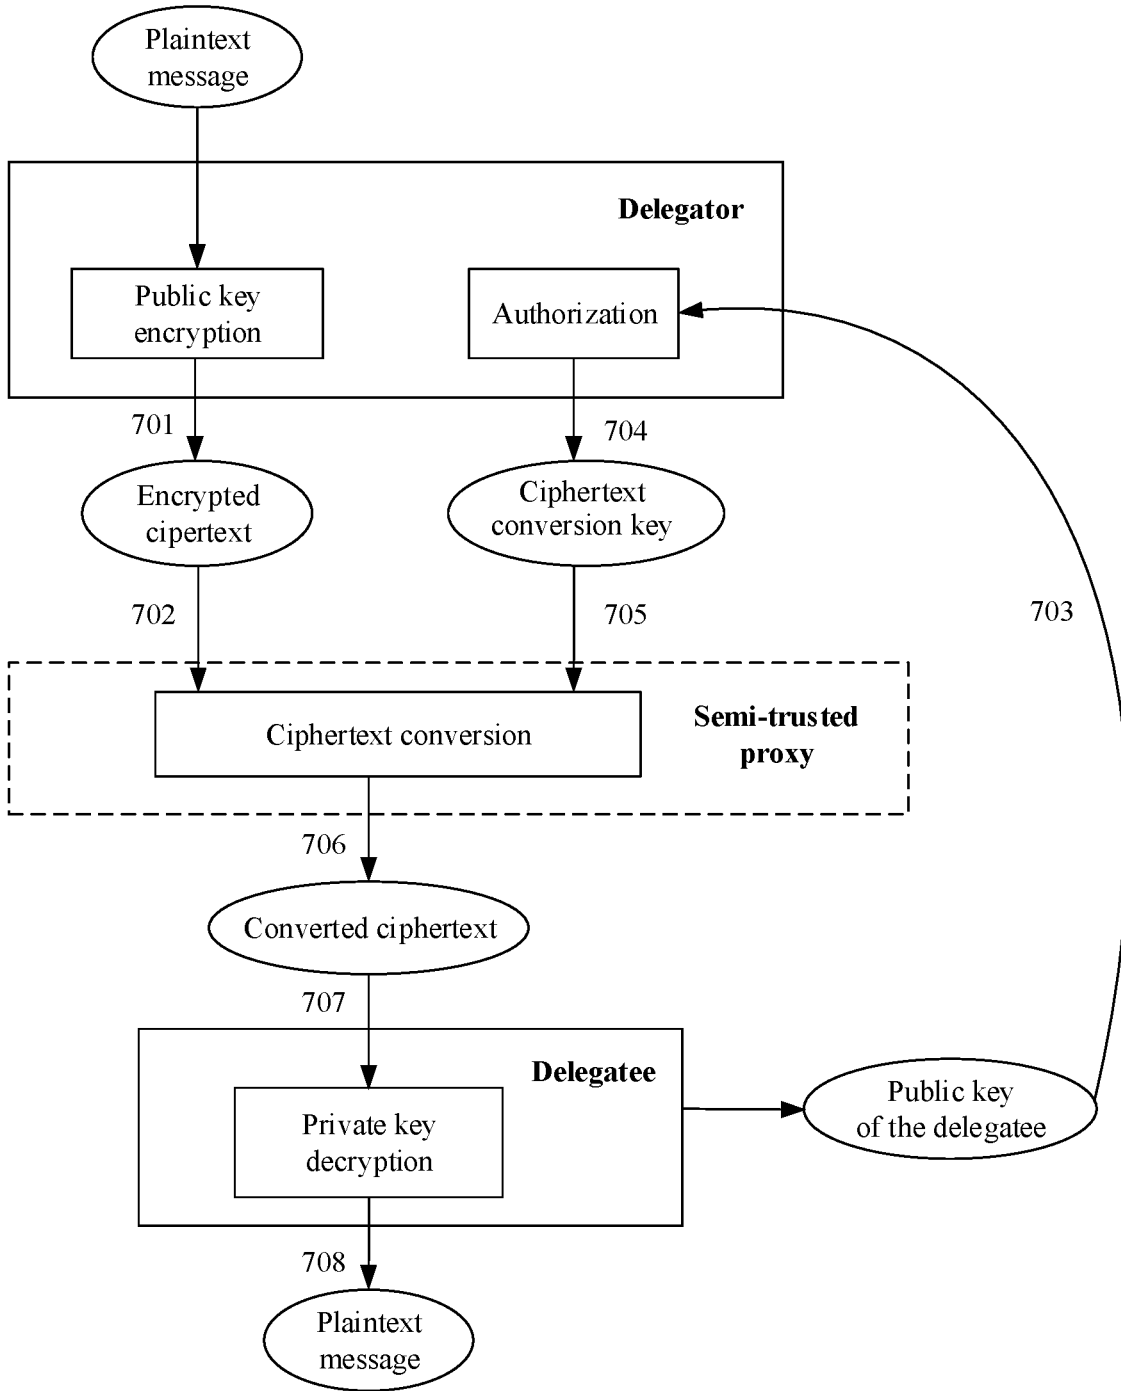 Plaintext
message
Delegator
Public key
encryption
Authorization
701
704
Encrypted
cipertext
Ciphertext
conversion key
702
705
703
Ciphertext conversion
Semi-trusted
proxy
706
Converted ciphertext
707
Delegatee
Private key
decryption
Public key
of the delegatee
708
Plaintext
message